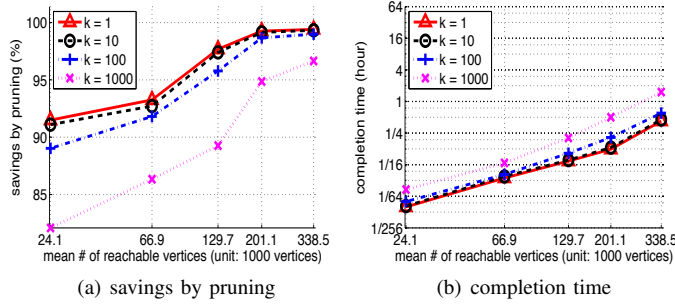 100
95
90
85
savings by pruning (%)
k = 1
k = 10
k = 100
k = 1000
24.1 66.9 129.7 201.1 338.5
mean # of reachable vertices (unit: 1000 vertices)
(a) savings by pruning
64
16
4
1
1/4
1/16
1/64
1/256
completion time (hour)
k = 1
k = 10
k = 100
k = 1000
24.1 66.9 129.7 201.1 338.5
mean # of reachable vertices (unit: 1000 vertices)
(b) completion time